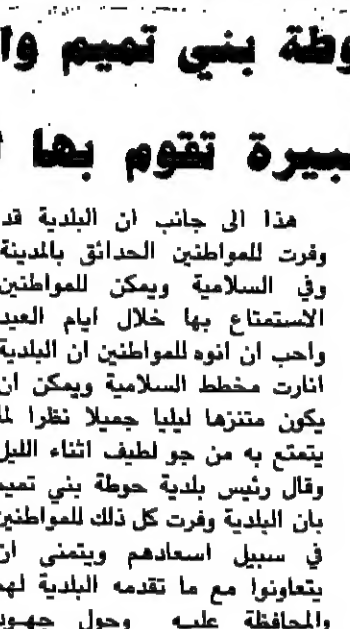 وطة بني تميم وا
بيرة تقوم بها ا
هذا الى جانب ان البلدية قد
وفرت للمواطنين الحدائق بالمدينة
وفي السلامية ويمكن للمواطنين
الاستمتاع بها خلال ايام العيد
واحب ان انوه للمواطنين ان البلدية
انارت مخطط السلامية ويمكن ان
يكون متنزها ليليا جميلا نظرا لما
يتمتع به من جو لطيف اثناء الليل
وقال رئيس بلدية حوطة بني تميم
بان البلدية وفرت كل ذلك للمواطنين
في سبيل اسعادهم ويتمنى ان
يتعاونوا مع ما تقدمه البلدية لهم
والمحافظة عليه وحول جهود